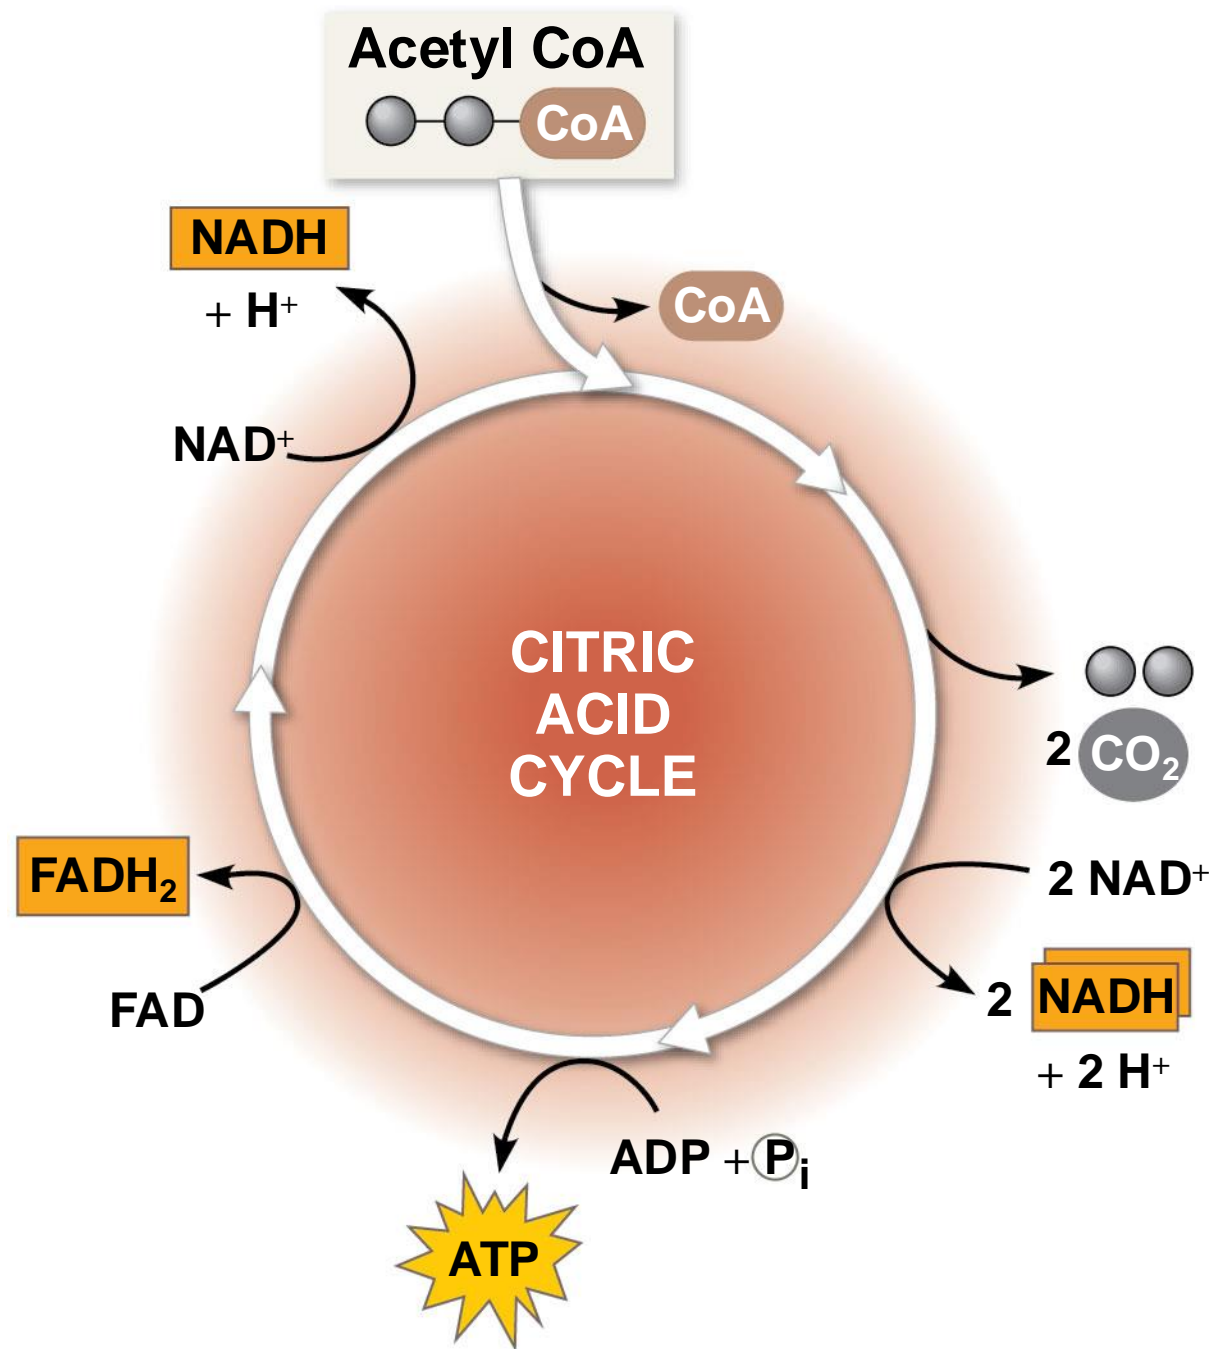 Acetyl CoA
CoA
NADH
+ H⁺
CoA
NAD⁺
CITRIC
ACID
CYCLE
2 CO₂
FADH₂
2 NAD⁺
FAD
2 NADH
+ 2 H⁺
ADP + Pᵢ
ATP